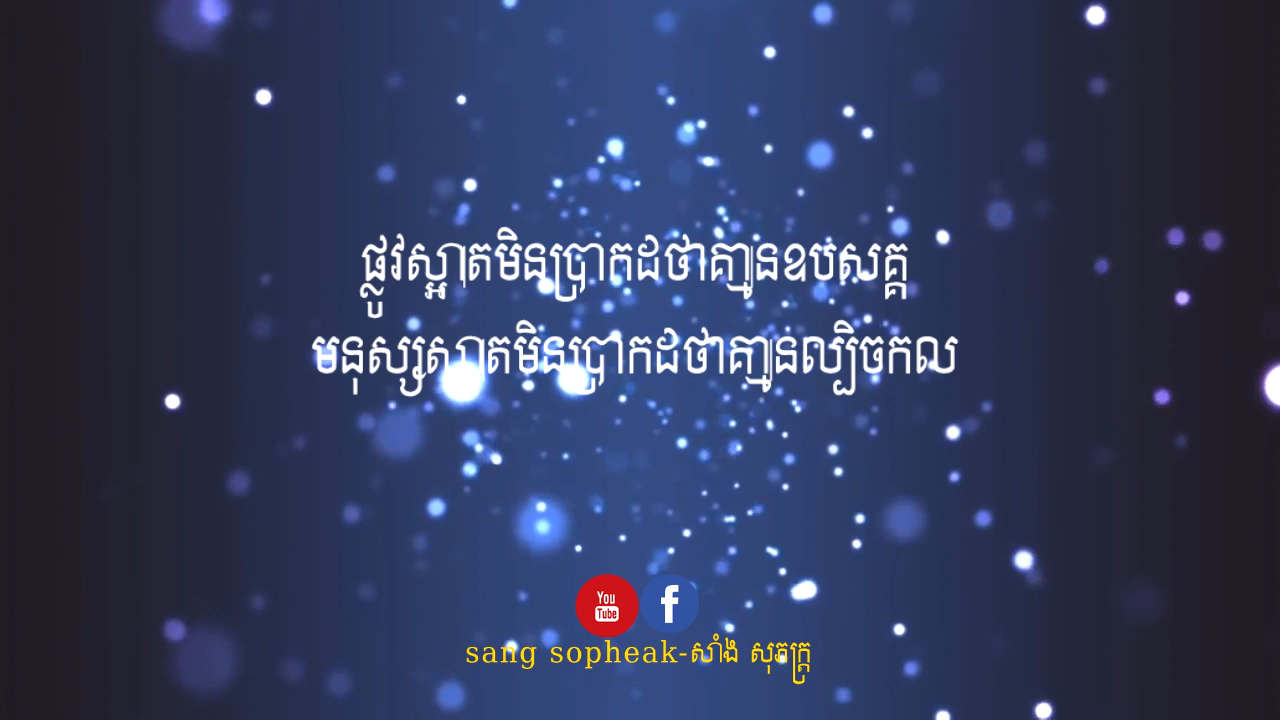 ផ្លូវស្អាតមិនប្រាកដថាគ្មានឧបសគ្គ
មនុស្សស្អាតមិនប្រាកដថាគ្មានល្បិចកល
You
Tube
f
sang sopheak-សាំង សុភក្ត្រ